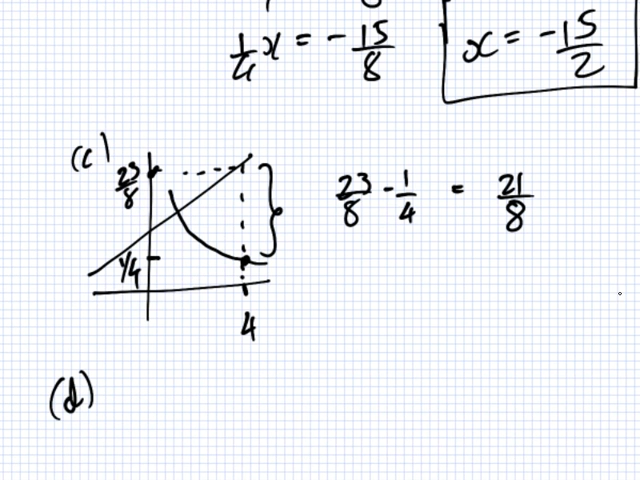 1/4 x = -15/8
x = -15/2
(c)
23/8
1/4
4
23/8 - 1/4 = 21/8
(d)